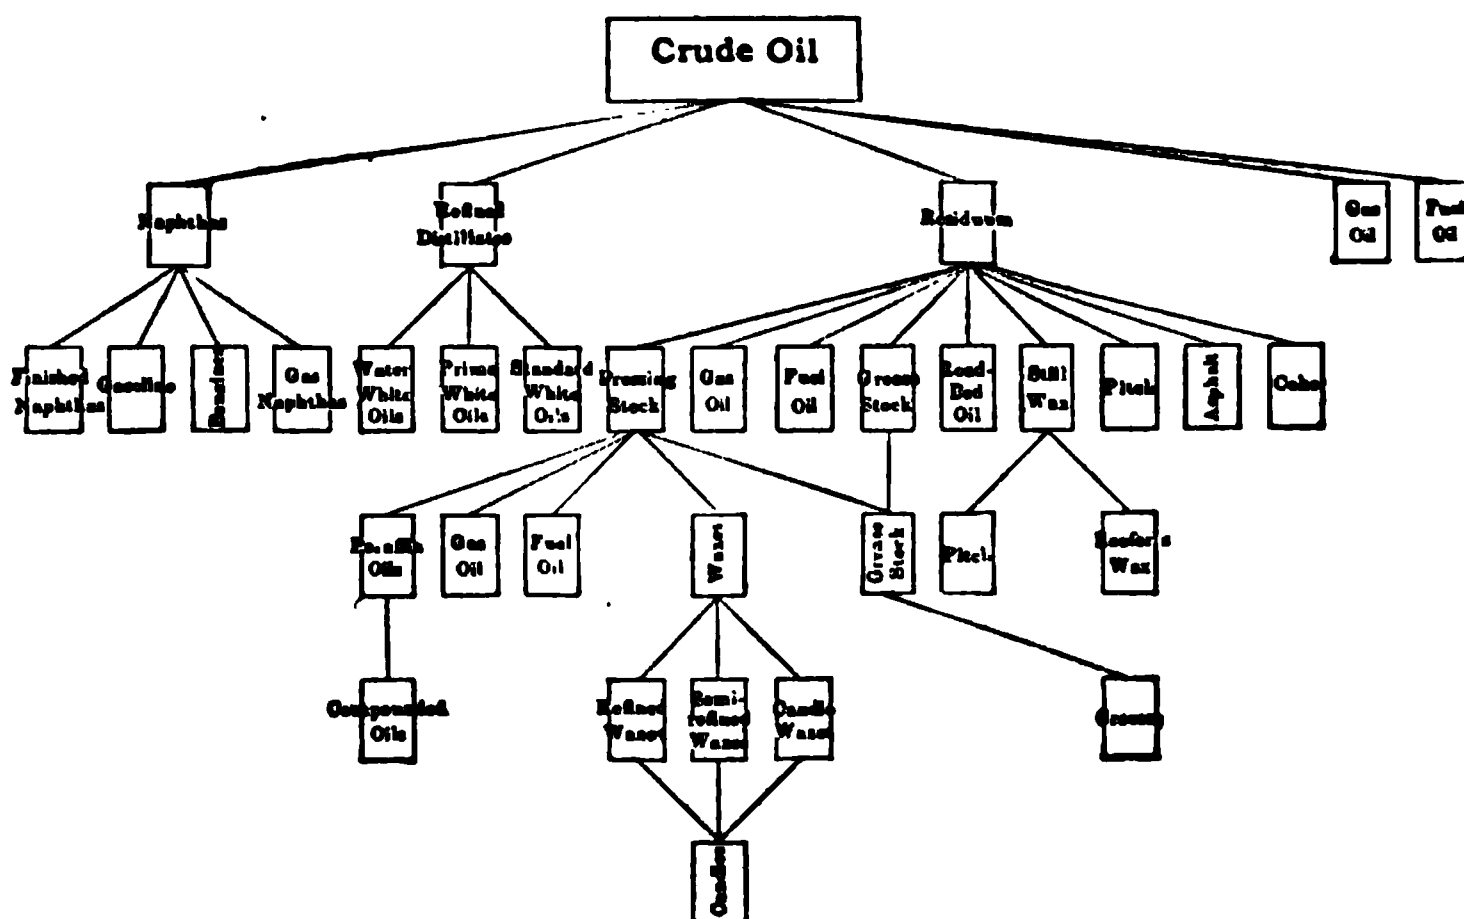 Crude Oil
Naphthas
Refined
Distillates
Residuum
Gas
Oil
Fuel
Oil
Finished
Naphthas
Gasoline
Gas
Naphthas
Water
White
Oils
Prime
White
Oils
Standard
White
Oils
Pressing
Stock
Gas
Oil
Fuel
Oil
Grease
Stock
Road-
Bed
Oil
Still
Wax
Pitch
Asphalt
Coke
Paraffin
Oils
Gas
Oil
Fuel
Oil
Waxes
Grease
Stock
Pitch
Wax
Compounded
Oils
Refined
Waxes
Semi-
refined
Waxes
Candle
Waxes
Greases
Candles